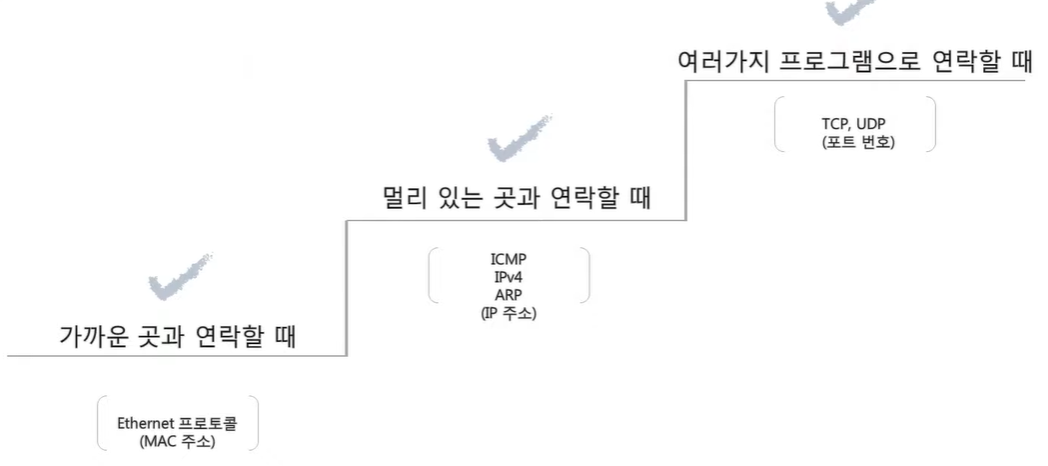 여러가지 프로그램으로 연락할 때
TCP, UDP
(포트 번호)
멀리 있는 곳과 연락할 때
ICMP
IPv4
ARP
(IP 주소)
가까운 곳과 연락할 때
Ethernet 프로토콜
(MAC 주소)